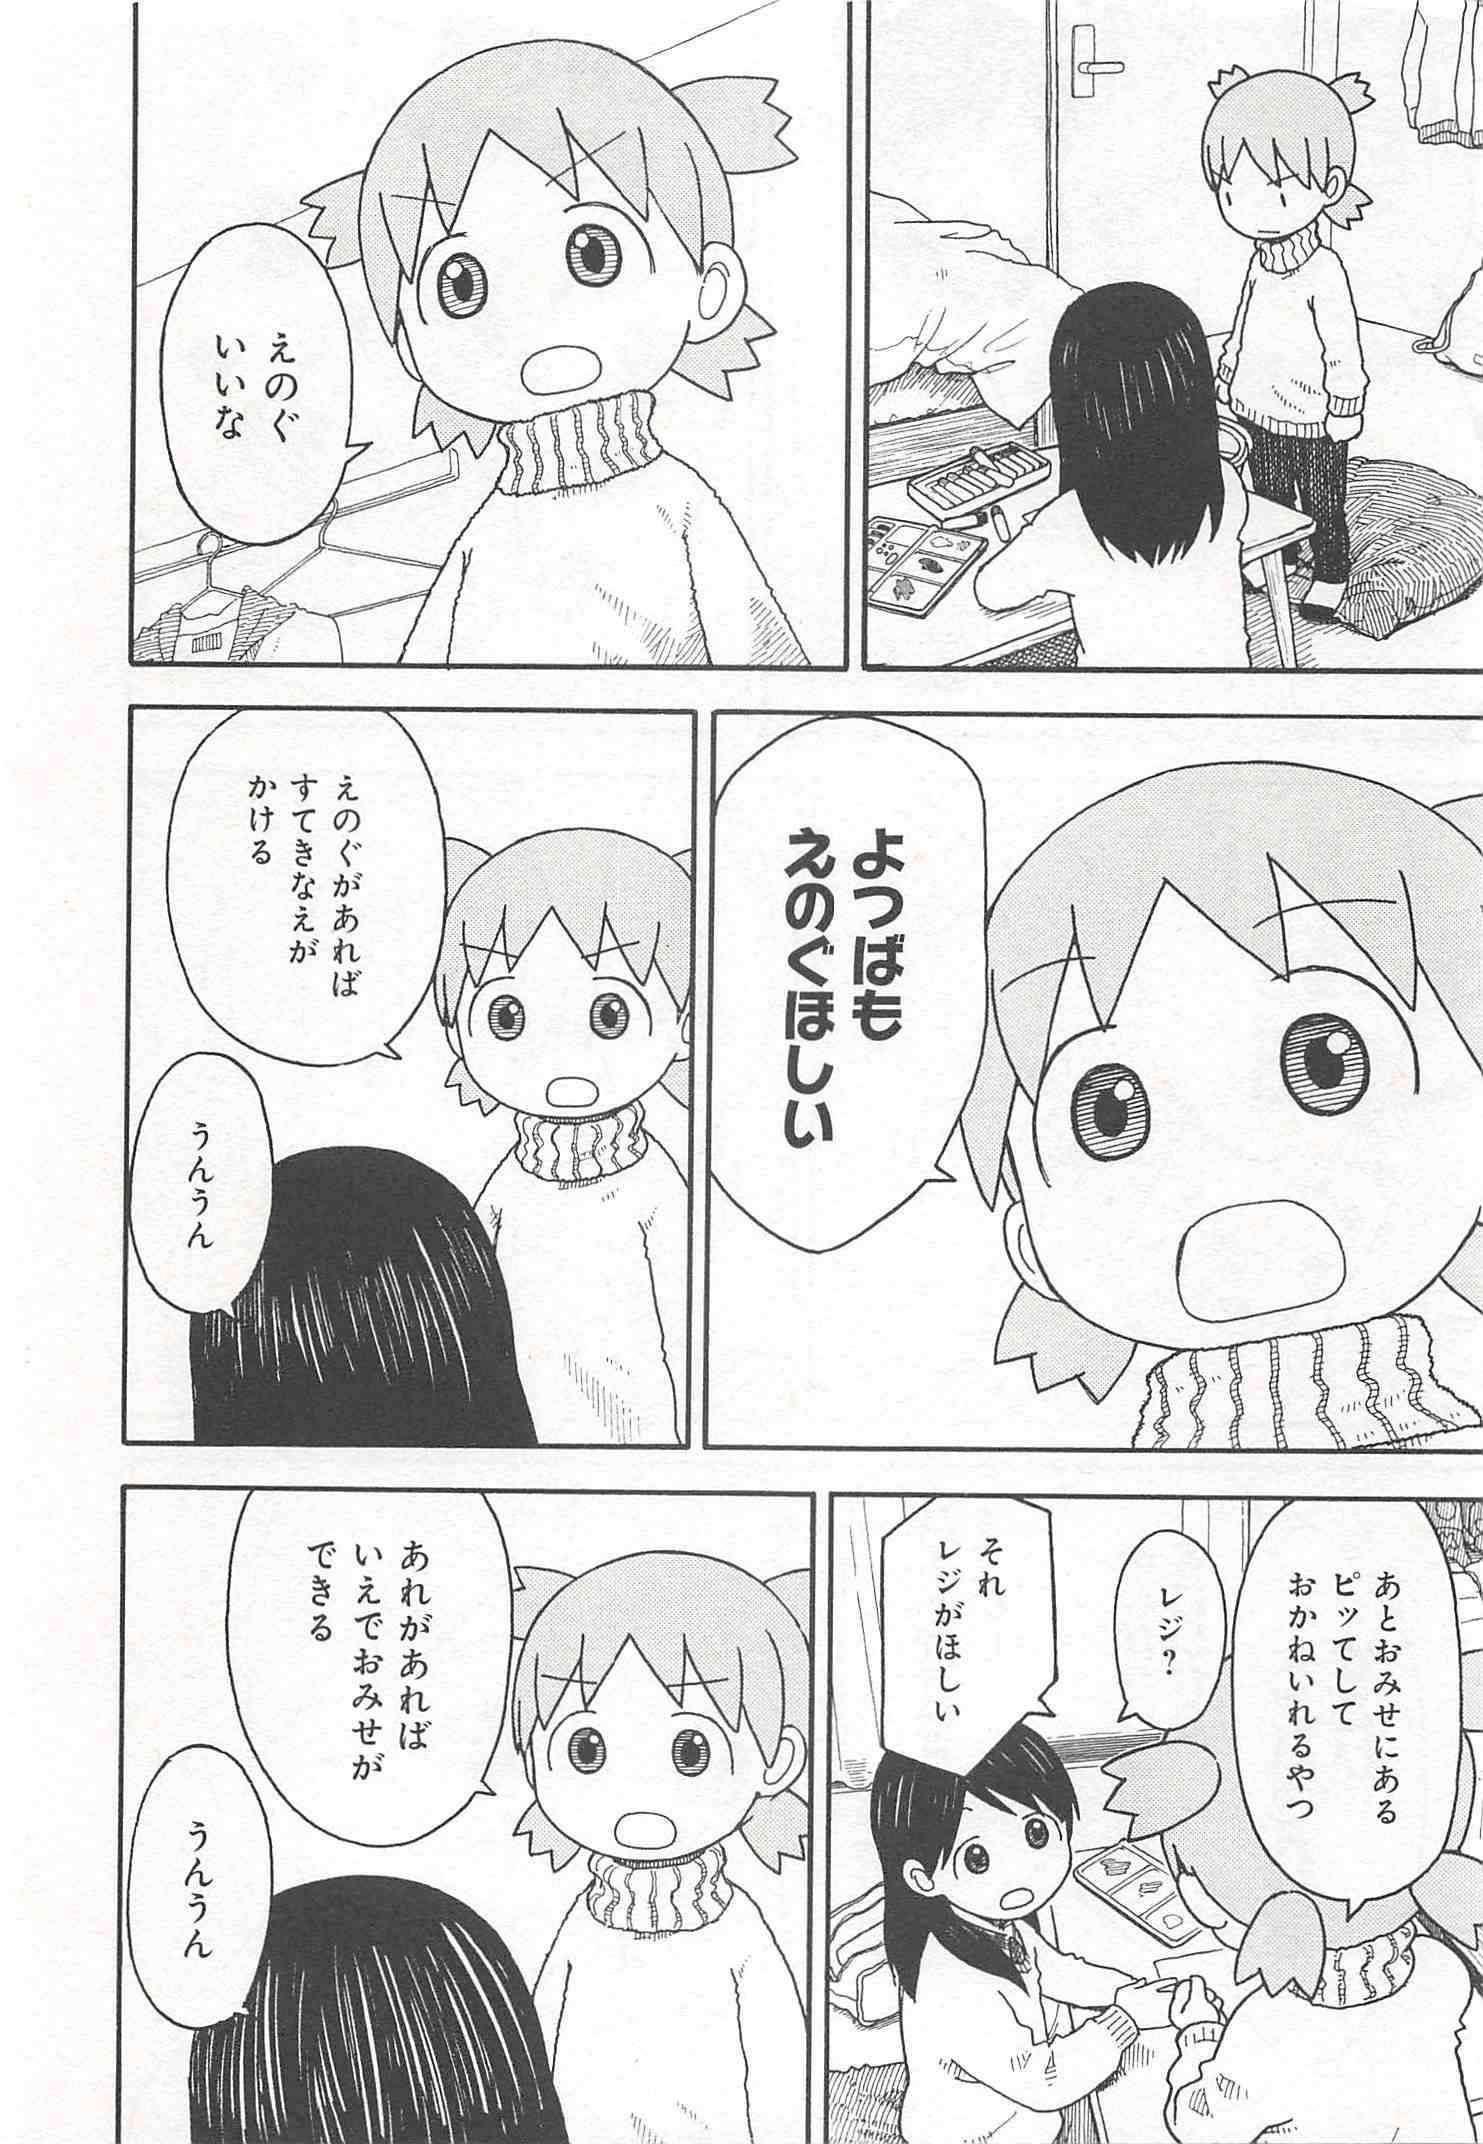 えのぐ
いいな
よつばも
えのぐほしい
えのぐがあれば
すてきなえが
かける
うんうん
あとおみせにある
ピッてして
おかねいれるやつ
レジ?
それ
レジがほしい
あれがあれば
いえでおみせが
できる
うんうん